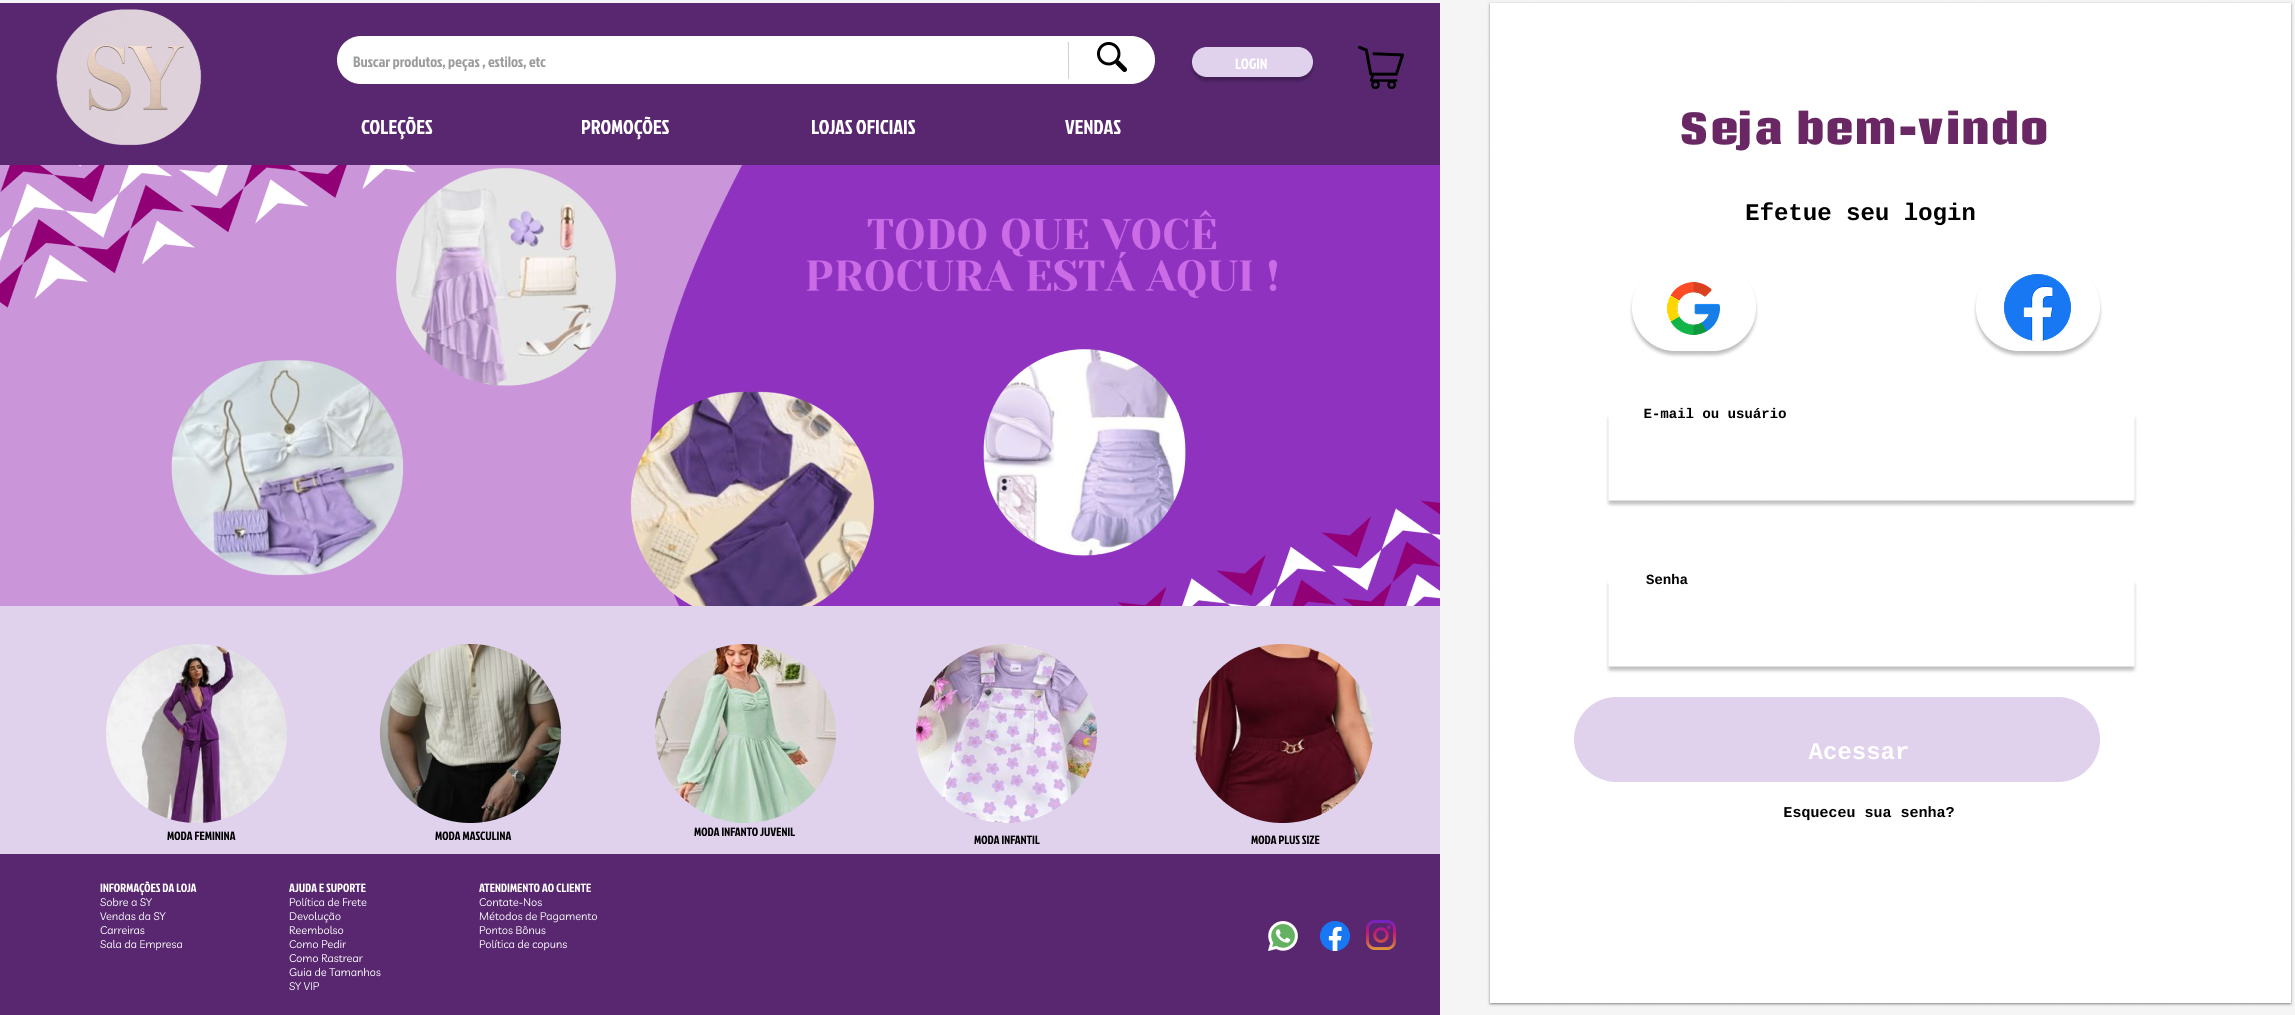 SY
Buscar produtos, peças , estilos, etc
LOGIN
COLEÇÕES
PROMOÇÕES
LOJAS OFICIAIS
VENDAS
TODO QUE VOCÊ
PROCURA ESTÁ AQUI !
MODA FEMININA
MODA MASCULINA
MODA INFANTO JUVENIL
MODA INFANTIL
MODA PLUS SIZE
INFORMAÇÕES DA LOJA
Sobre a SY
Vendas da SY
Carreiras
Sala da Empresa
AJUDA E SUPORTE
Política de Frete
Devolução
Reembolso
Como Pedir
Como Rastrear
Guia de Tamanhos
SY VIP
ATENDIMENTO AO CLIENTE
Contate-Nos
Métodos de Pagamento
Pontos Bônus
Política de copuns
Seja bem-vindo
Efetue seu login
E-mail ou usuário
Senha
Acessar
Esqueceu sua senha?